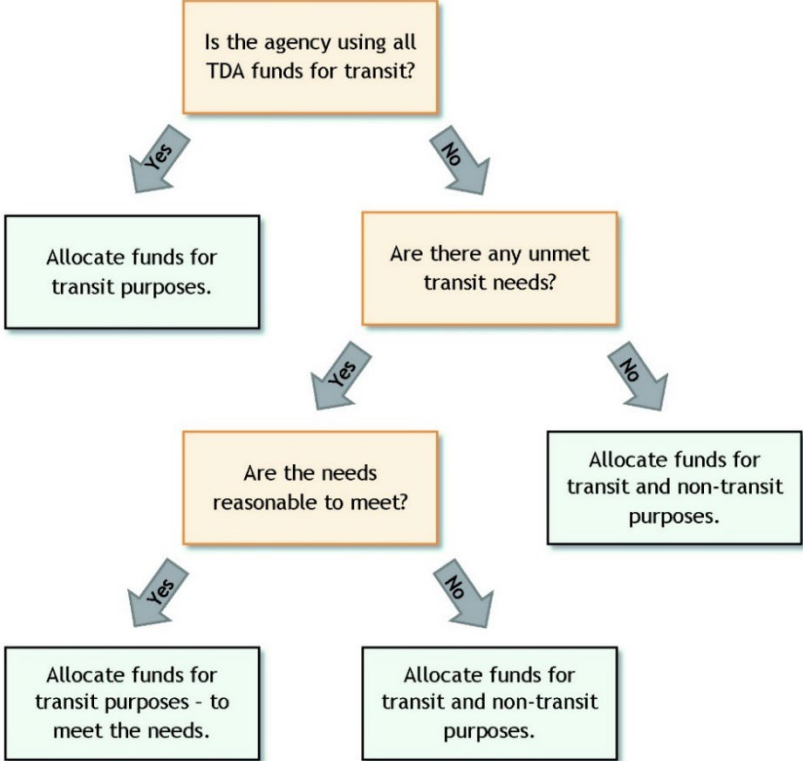 Is the agency using all
TDA funds for transit?
Yes
No
Allocate funds for
transit purposes.
Are there any unmet
transit needs?
Yes
No
Are the needs
reasonable to meet?
Allocate funds for
transit and non-transit
purposes.
Yes
No
Allocate funds for
transit purposes - to
meet the needs.
Allocate funds for
transit and non-transit
purposes.